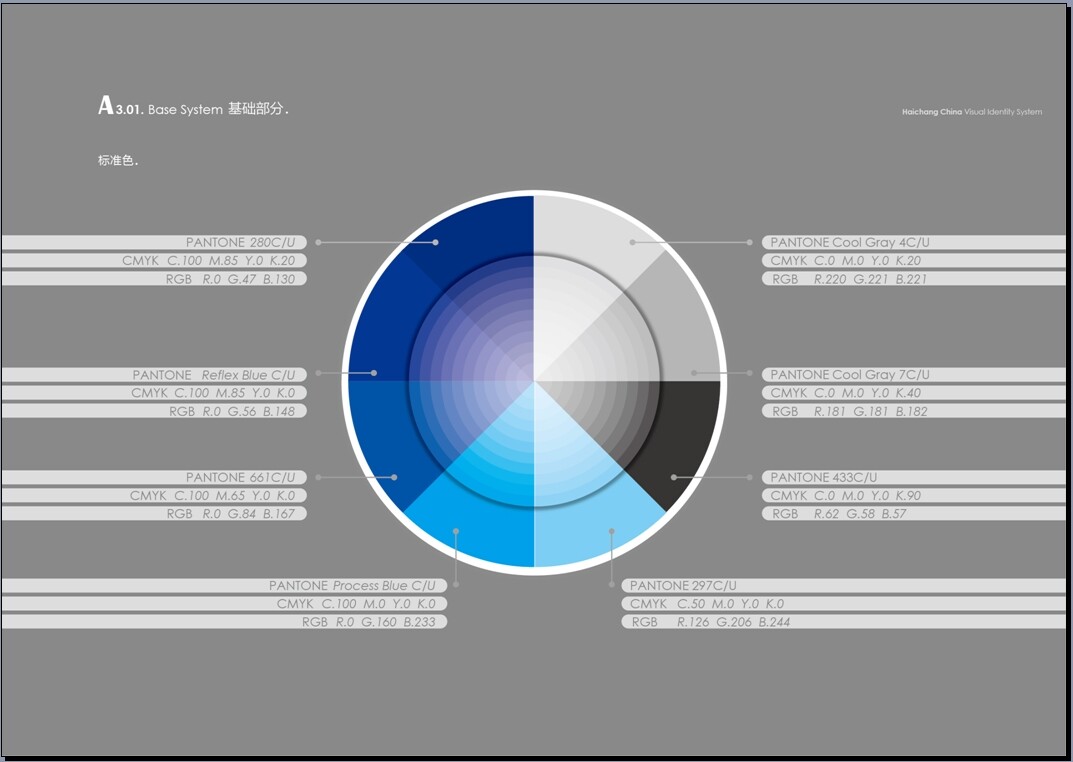 A3.01. Base System 基础部分.
Haichang China Visual Identity System
标准色.
PANTONE 280C/U
CMYK C.100 M.85 Y.0 K.20
RGB R.0 G.47 B.130
PANTONE Cool Gray 4C/U
CMYK C.0 M.0 Y.0 K.20
RGB R.220 G.221 B.221
PANTONE Reflex Blue C/U
CMYK C.100 M.85 Y.0 K.0
RGB R.0 G.56 B.148
PANTONE Cool Gray 7C/U
CMYK C.0 M.0 Y.0 K.40
RGB R.181 G.181 B.182
PANTONE 661C/U
CMYK C.100 M.65 Y.0 K.0
RGB R.0 G.84 B.167
PANTONE 433C/U
CMYK C.0 M.0 Y.0 K.90
RGB R.62 G.58 B.57
PANTONE Process Blue C/U
CMYK C.100 M.0 Y.0 K.0
RGB R.0 G.160 B.233
PANTONE 297C/U
CMYK C.50 M.0 Y.0 K.0
RGB R.126 G.206 B.244